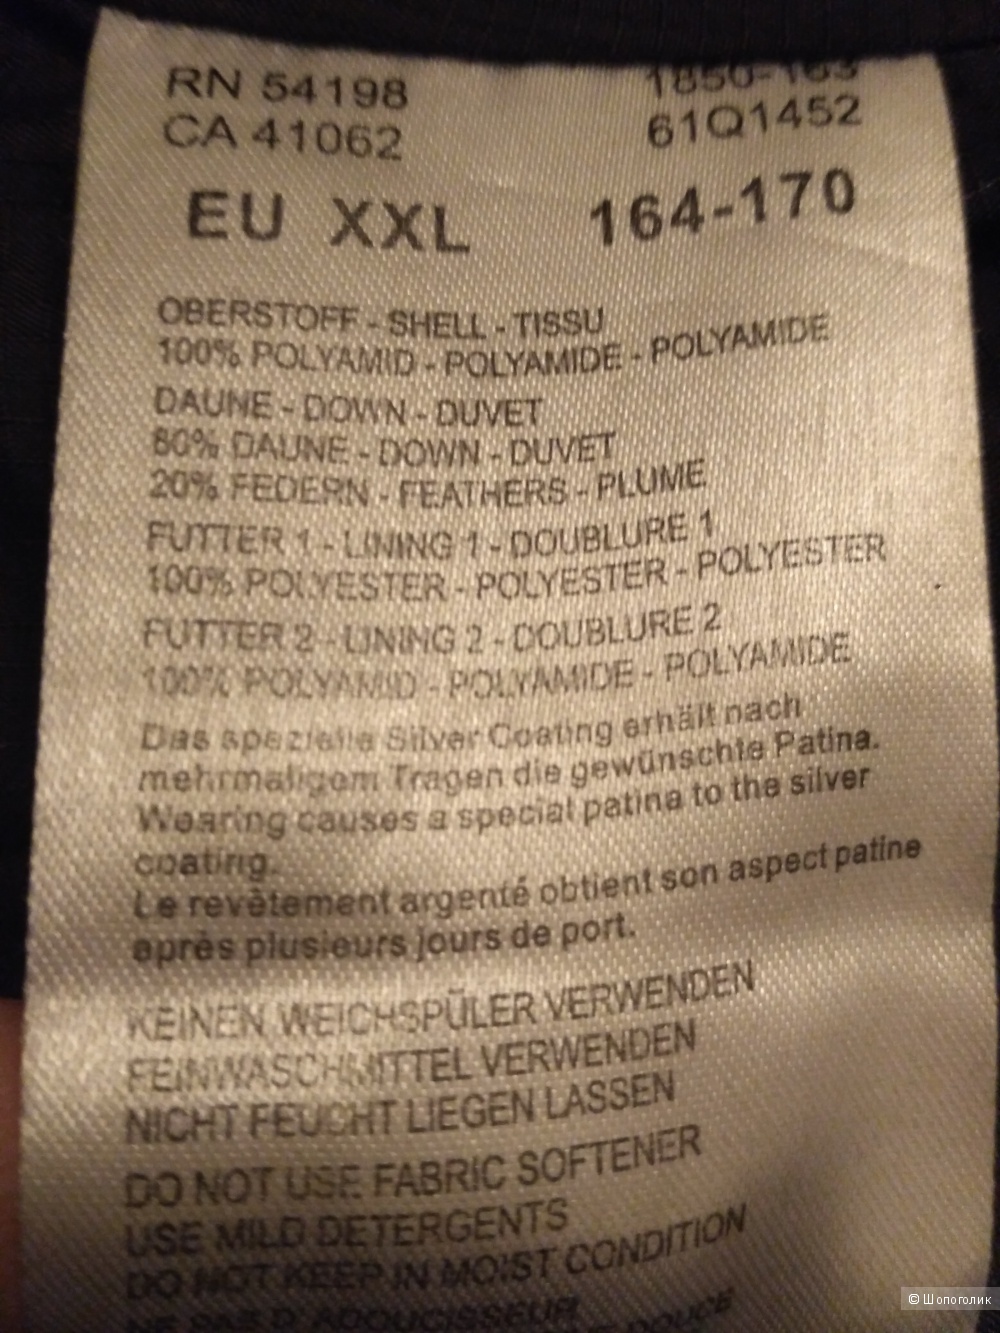 RN 54198
CA 41062
1850-163
61Q1452
EU XXL 164-170
OBERSTOFF - SHELL - TISSU
100% POLYAMID - POLYAMIDE - POLYAMIDE
DAUNE - DOWN - DUVET
80% DAUNE - DOWN - DUVET
20% FEDERN - FEATHERS - PLUME
FUTTER 1 - LINING 1 - DOUBLURE 1
100% POLYESTER - POLYESTER - POLYESTER
FUTTER 2 - LINING 2 - DOUBLURE 2
100% POLYAMID - POLYAMIDE - POLYAMIDE
Das spezielle Silver Coating erhält nach
mehrmaligem Tragen die gewünschte Patina.
Wearing causes a special patina to the silver
coating.
Le revêtement argenté obtient son aspect patine
après plusieurs jours de port.
KEINEN WEICHSPÜLER VERWENDEN
FEINWASCHMITTEL VERWENDEN
NICHT FEUCHT LIEGEN LASSEN
DO NOT USE FABRIC SOFTENER
USE MILD DETERGENTS
DO NOT KEEP IN MOIST CONDITION
ADOUCISSEUR
DOUCE
© Шопоголик